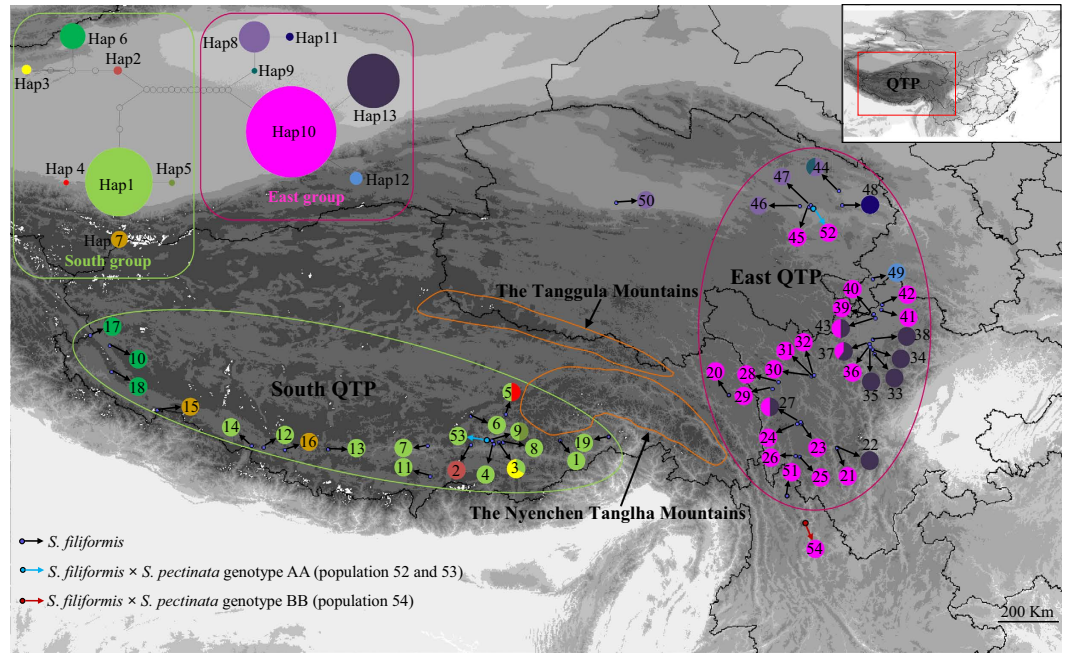 Hap 6
Hap3
Hap2
Hap 4
Hap1
Hap5
Hap 7
South group
Hap8
Hap11
Hap9
Hap10
Hap13
Hap12
East group
QTP
47
44
46
48
50
45
52
East QTP
49
40
42
39
41
43
38
The Tanggula Mountains
32
31
37
34
36
33
35
30
28
20
29
27
24
23
22
26
51
25
21
54
17
10
18
South QTP
15
14
12
16
13
5
6
53
9
7
8
11
2
4
3
19
1
The Nyenchen Tanglha Mountains
S. filiformis
S. filiformis × S. pectinata genotype AA (population 52 and 53)
S. filiformis × S. pectinata genotype BB (population 54)
200 Km